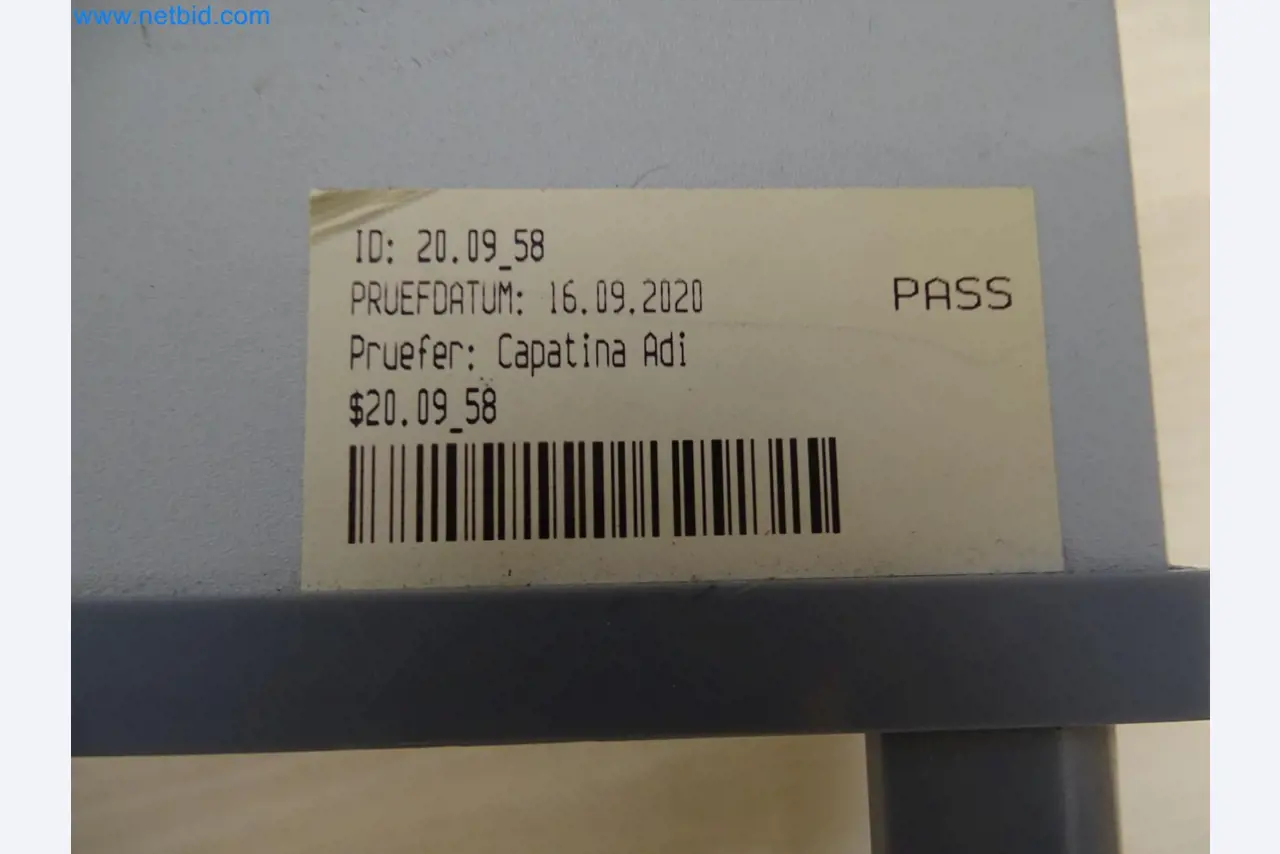 www.netbid.com
ID: 20.09_58
PRUEFDATUM: 16.09.2020
PASS
Pruefer: Capatina Adi
$20.09_58